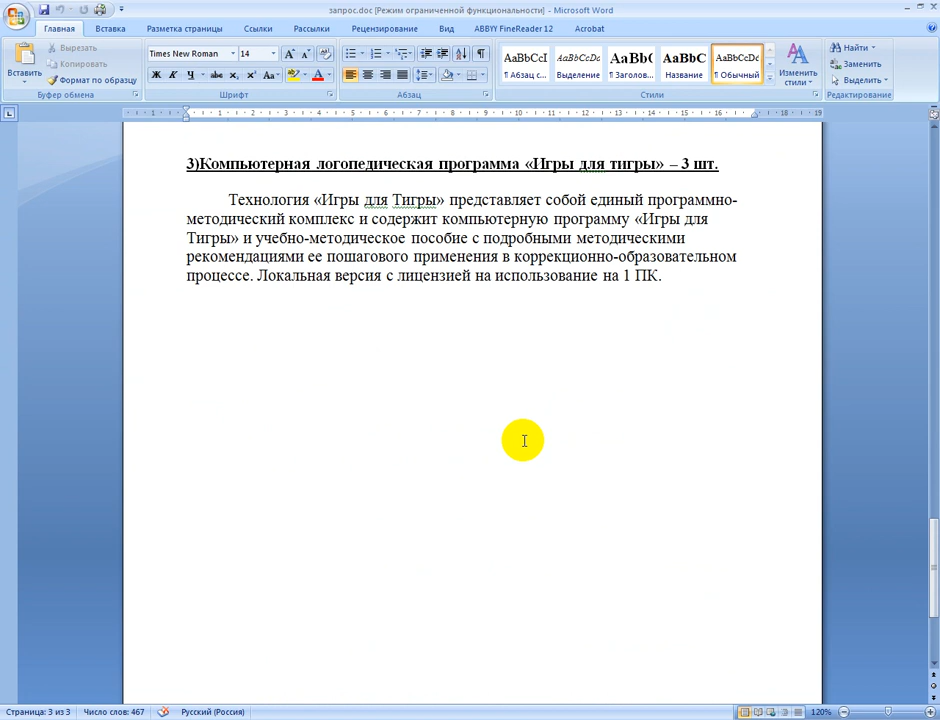 запрос.doc [Режим ограниченной функциональности] - Microsoft Word
Главная Вставка Разметка страницы Ссылки Рассылки Рецензирование Вид ABBYY FineReader 12 Acrobat
Вставить
Вырезать
Копировать
Формат по образцу
Буфер обмена
Times New Roman 14
Ж К Ч abc x₂ x² Aa
Шрифт
Абзац
AaBbCcI AaBbCcDc AaBb( AaBbC AaBbCcDc
¶ Абзац с... Выделение ¶ Заголов... Название ¶ Обычный
Изменить стили
Стили
Найти
Заменить
Выделить
Редактирование
3)Компьютерная логопедическая программа «Игры для тигры» – 3 шт.
Технология «Игры для Тигры» представляет собой единый программно-
методический комплекс и содержит компьютерную программу «Игры для
Тигры» и учебно-методическое пособие с подробными методическими
рекомендациями ее пошагового применения в коррекционно-образовательном
процессе. Локальная версия с лицензией на использование на 1 ПК.
Страница: 3 из 3 Число слов: 467 Русский (Россия) 120%